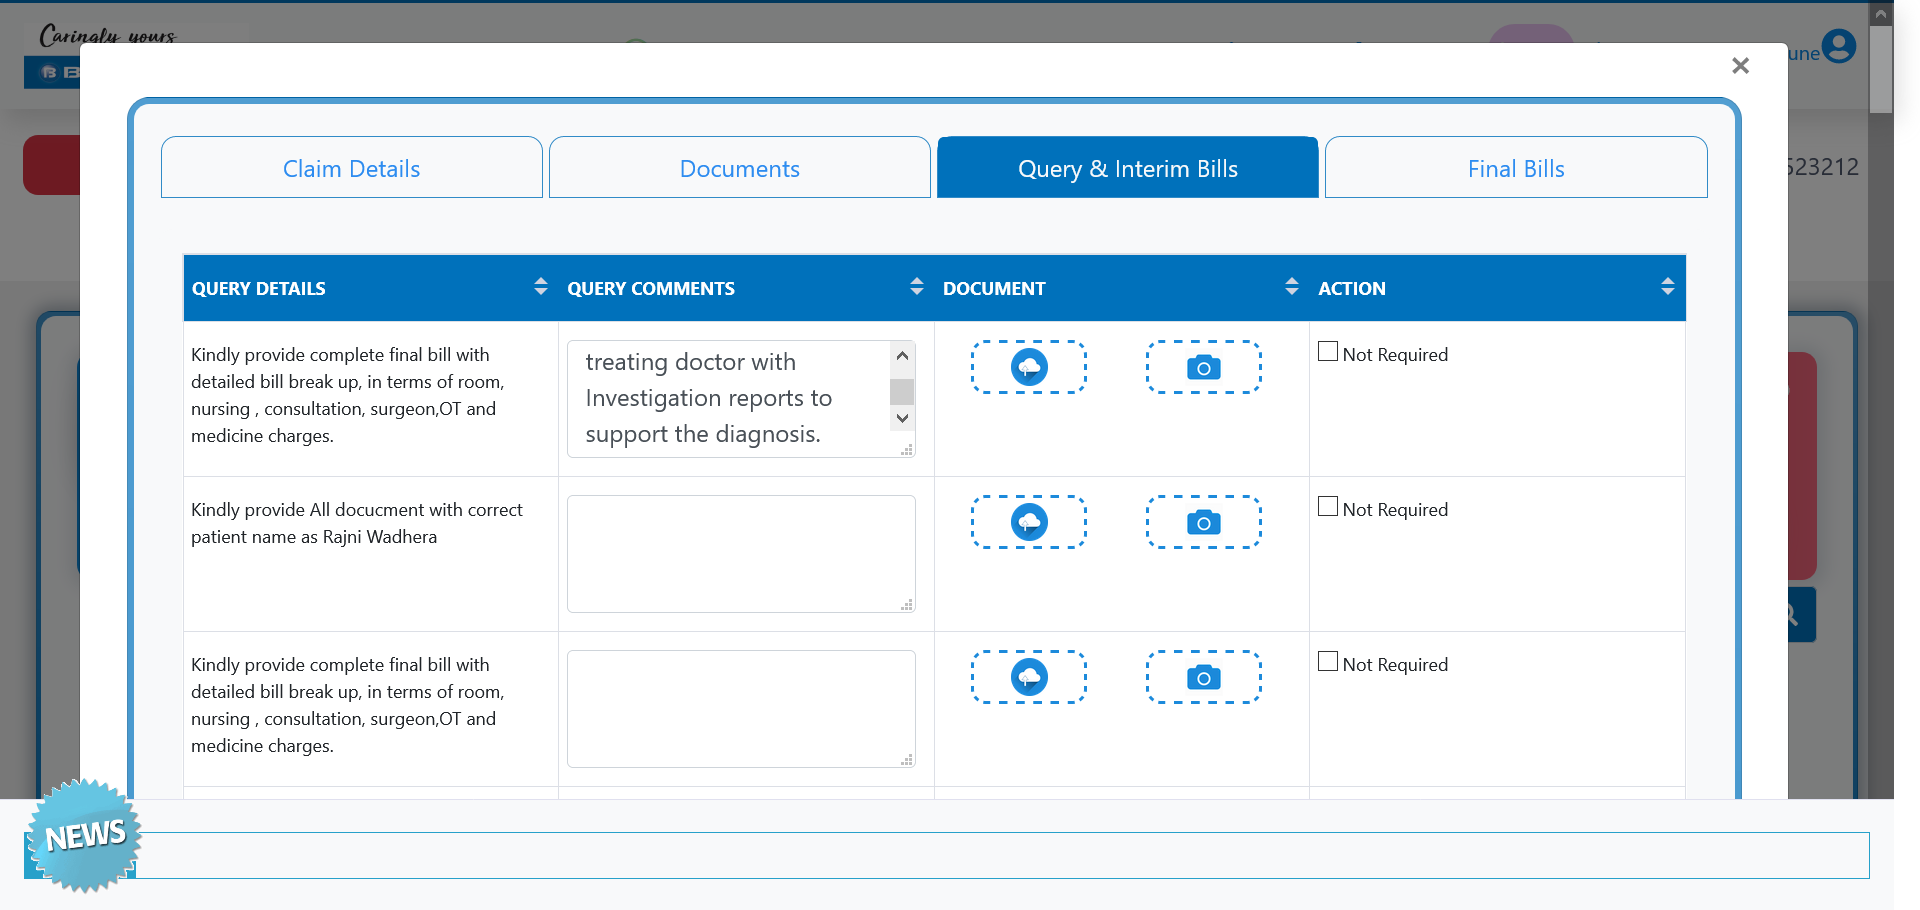 Caringly yours
B
une
523212
×
Claim Details
Documents
Query & Interim Bills
Final Bills
QUERY DETAILS
QUERY COMMENTS
DOCUMENT
ACTION
Kindly provide complete final bill with
detailed bill break up, in terms of room,
nursing , consultation, surgeon,OT and
medicine charges.
treating doctor with
Investigation reports to
support the diagnosis.
Not Required
Kindly provide All docucment with correct
patient name as Rajni Wadhera
Not Required
Kindly provide complete final bill with
detailed bill break up, in terms of room,
nursing , consultation, surgeon,OT and
medicine charges.
Not Required
NEWS